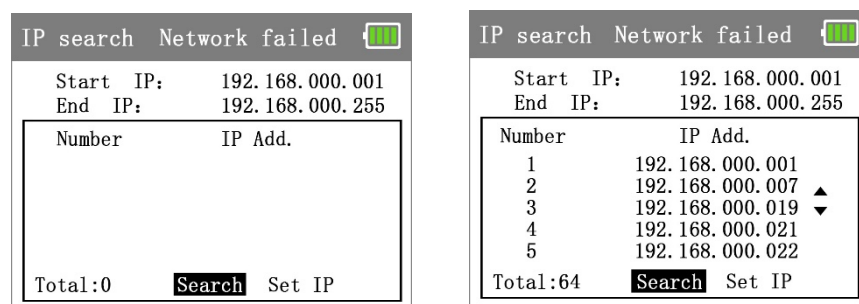 IP search Network failed
Start IP: 192.168.000.001
End IP: 192.168.000.255
Number IP Add.
Total:0 Search Set IP
IP search Network failed
Start IP: 192.168.000.001
End IP: 192.168.000.255
Number IP Add.
1 192.168.000.001
2 192.168.000.007
3 192.168.000.019
4 192.168.000.021
5 192.168.000.022
Total:64 Search Set IP